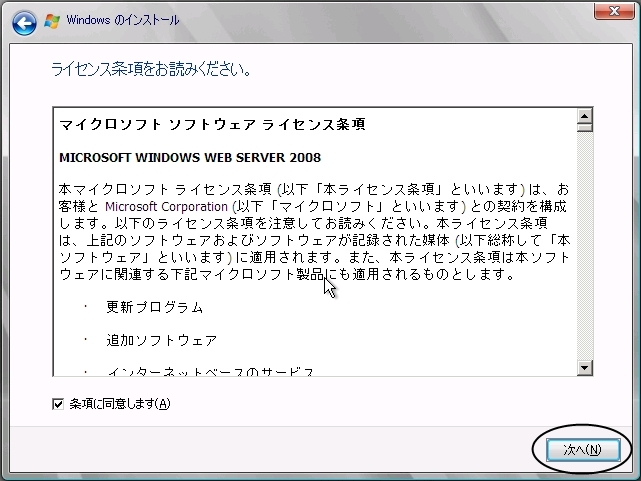 Windows のインストール
ライセンス条項をお読みください。
マイクロソフト ソフトウェア ライセンス条項
MICROSOFT WINDOWS WEB SERVER 2008
本マイクロソフト ライセンス条項 (以下「本ライセンス条項」といいます) は、お
客様と Microsoft Corporation (以下「マイクロソフト」といいます) との契約を構成
します。以下のライセンス条項を注意してお読みください。本ライセンス条項
は、上記のソフトウェアおよびソフトウェアが記録された媒体 (以下総称して「本
ソフトウェア」といいます) に適用されます。また、本ライセンス条項は本ソフト
ウェアに関連する下記マイクロソフト製品にも適用されるものとします。
・ 更新プログラム
・ 追加ソフトウェア
・ インターネットベースのサービス
条項に同意します(A)
次へ(N)